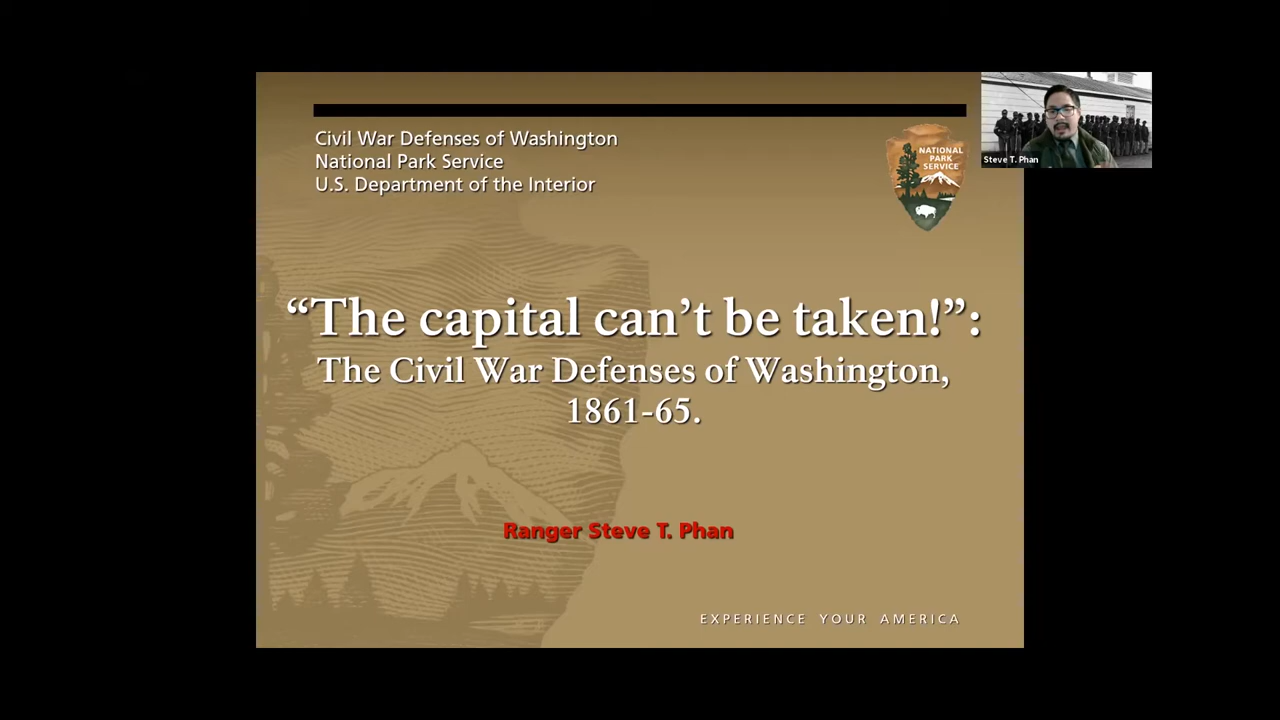 Civil War Defenses of Washington
National Park Service
U.S. Department of the Interior
NATIONAL
PARK
SERVICE
Steve T. Phan
“The capital can’t be taken!”:
The Civil War Defenses of Washington,
1861-65.
Ranger Steve T. Phan
EXPERIENCE YOUR AMERICA